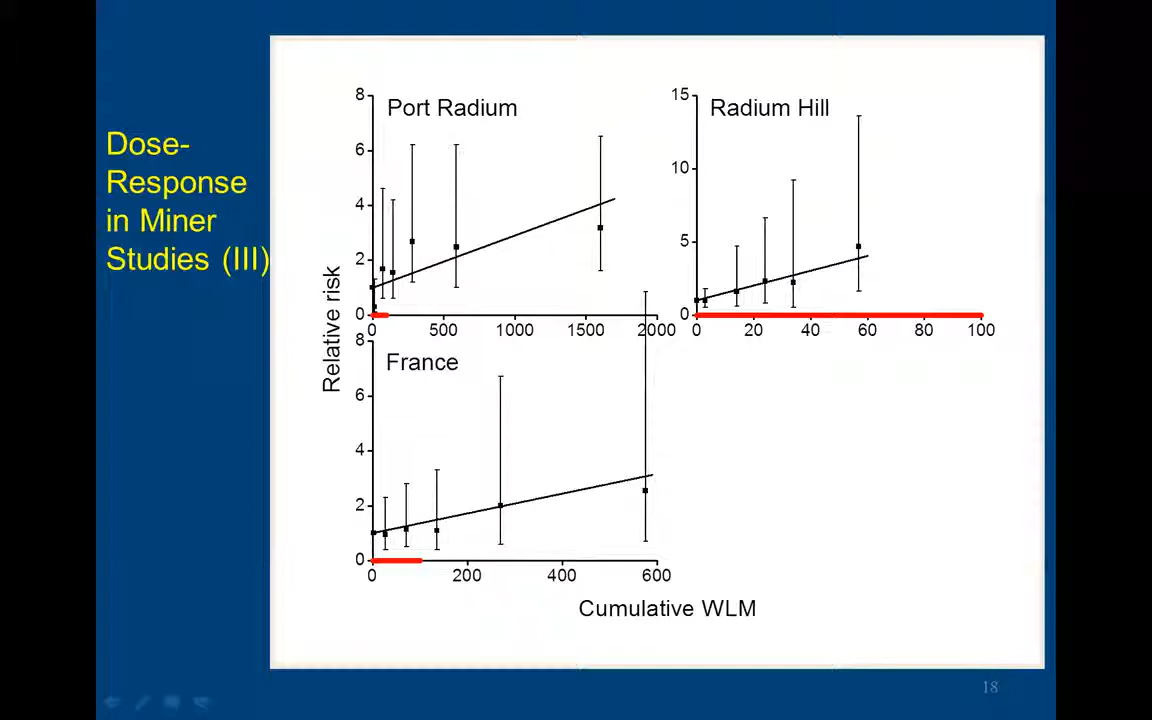 Dose-
Response
in Miner
Studies (III)
Port Radium
8
6
4
2
0
0 500 1000 1500 2000
Radium Hill
15
10
5
0
0 20 40 60 80 100
Relative risk
France
8
6
4
2
0
0 200 400 600
Cumulative WLM
18